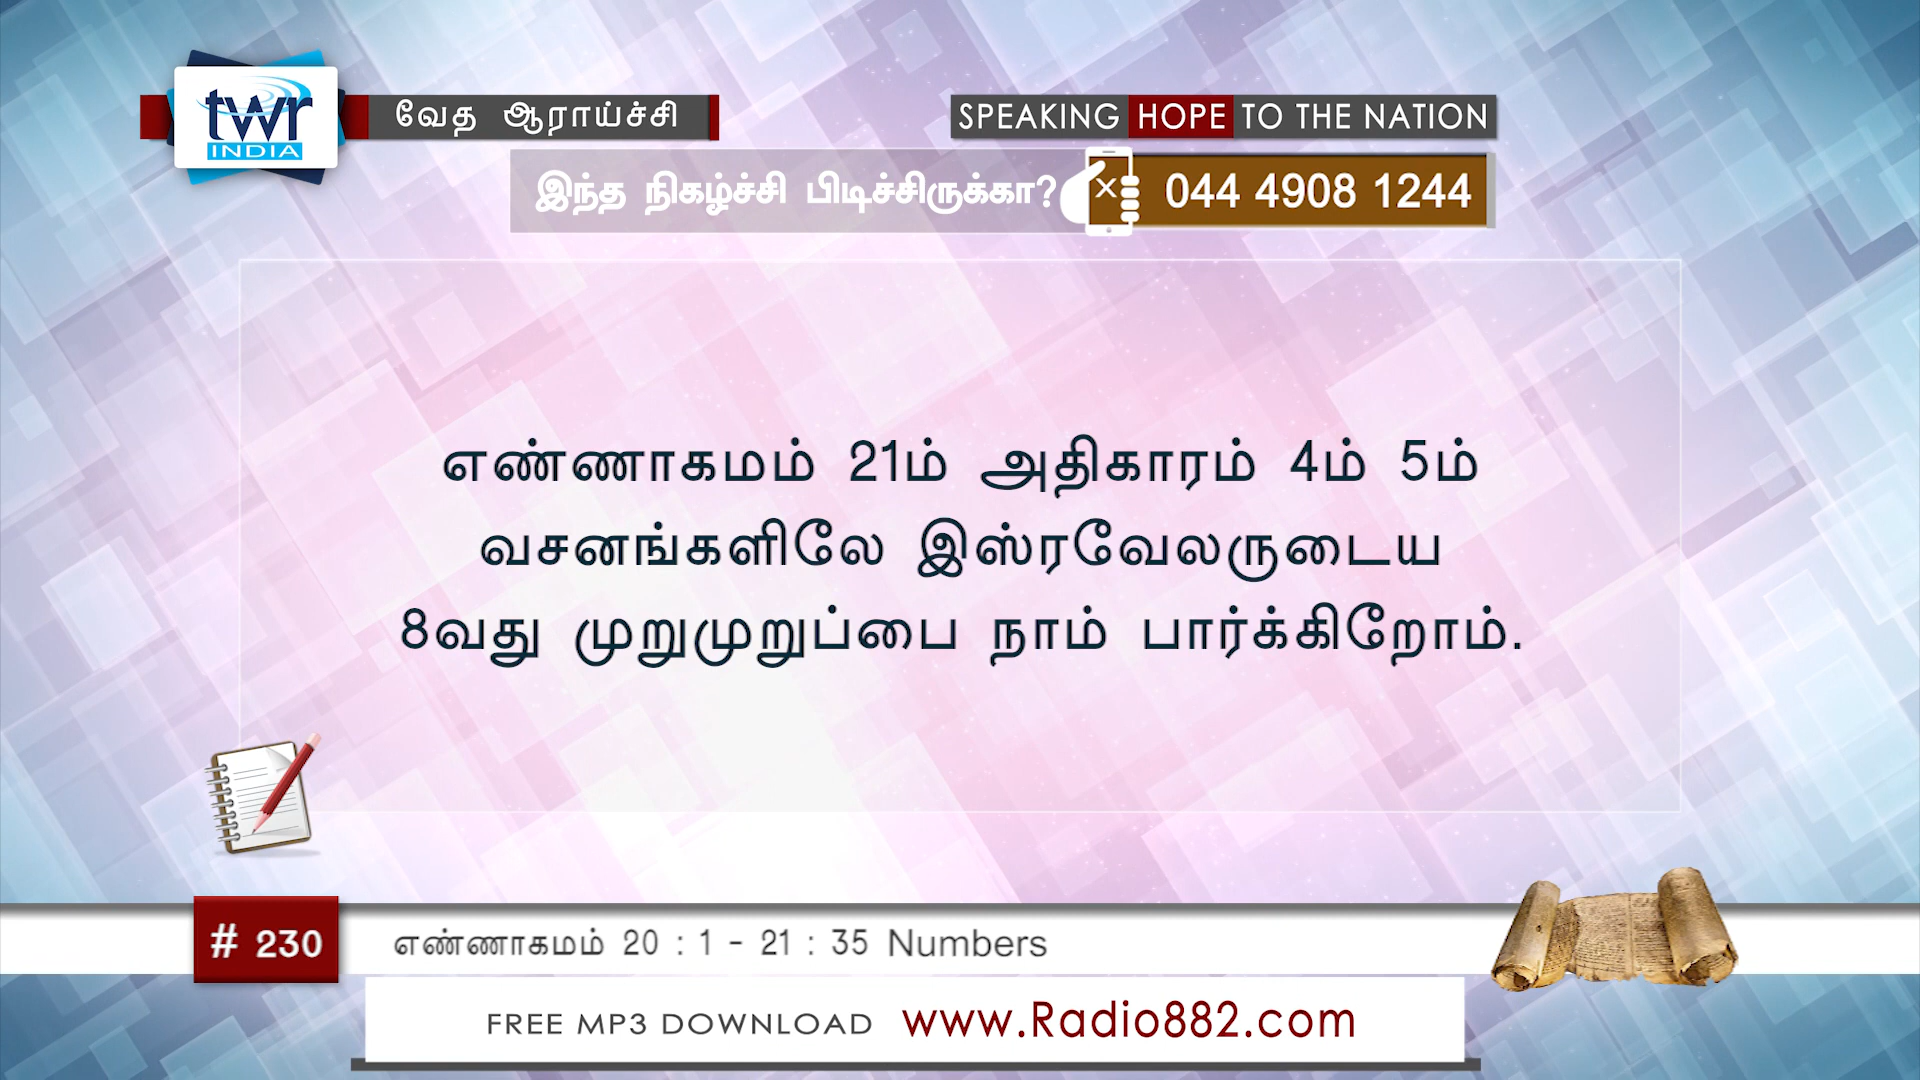 twr
INDIA
வேத ஆராய்ச்சி
SPEAKING HOPE TO THE NATION
இந்த நிகழ்ச்சி பிடிச்சிருக்கா?
044 4908 1244
எண்ணாகமம் 21ம் அதிகாரம் 4ம் 5ம்
வசனங்களிலே இஸ்ரவேலருடைய
8வது முறுமுறுப்பை நாம் பார்க்கிறோம்.
# 230
எண்ணாகமம் 20 : 1 - 21 : 35 Numbers
FREE MP3 DOWNLOAD www.Radio882.com